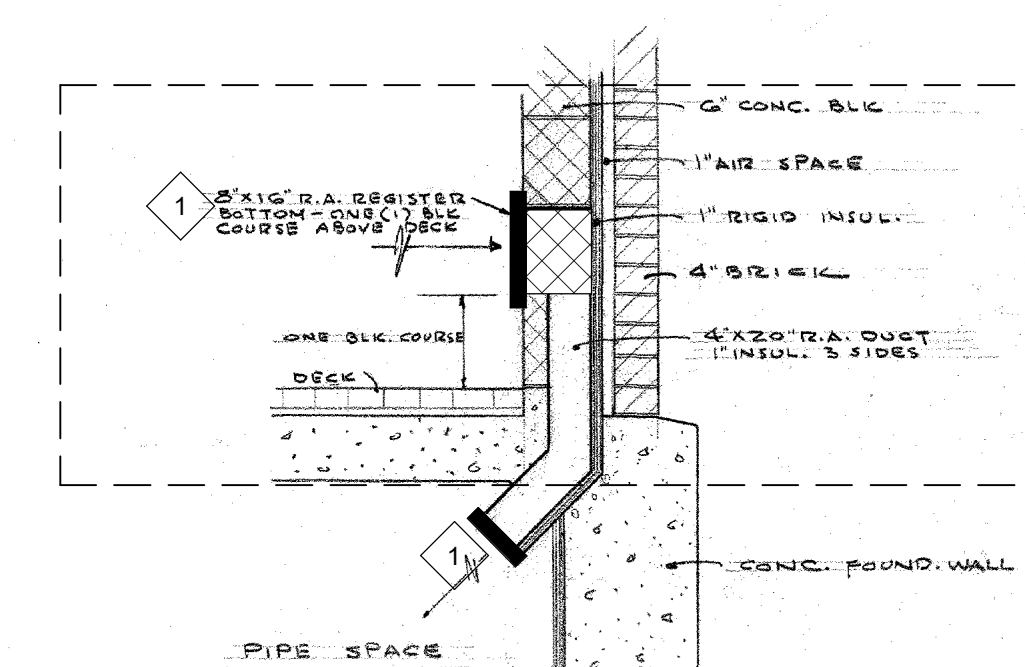 6" CONC. BLK
1" AIR SPACE
1
8"X16" R.A. REGISTER
BOTTOM - ONE (1) BLK
COURSE ABOVE DECK
1" RIGID INSUL.
4" BRICK
ONE BLK. COURSE
4"X20" R.A. DUCT
1" INSUL. 3 SIDES
DECK
1
CONC. FOUND. WALL
PIPE SPACE